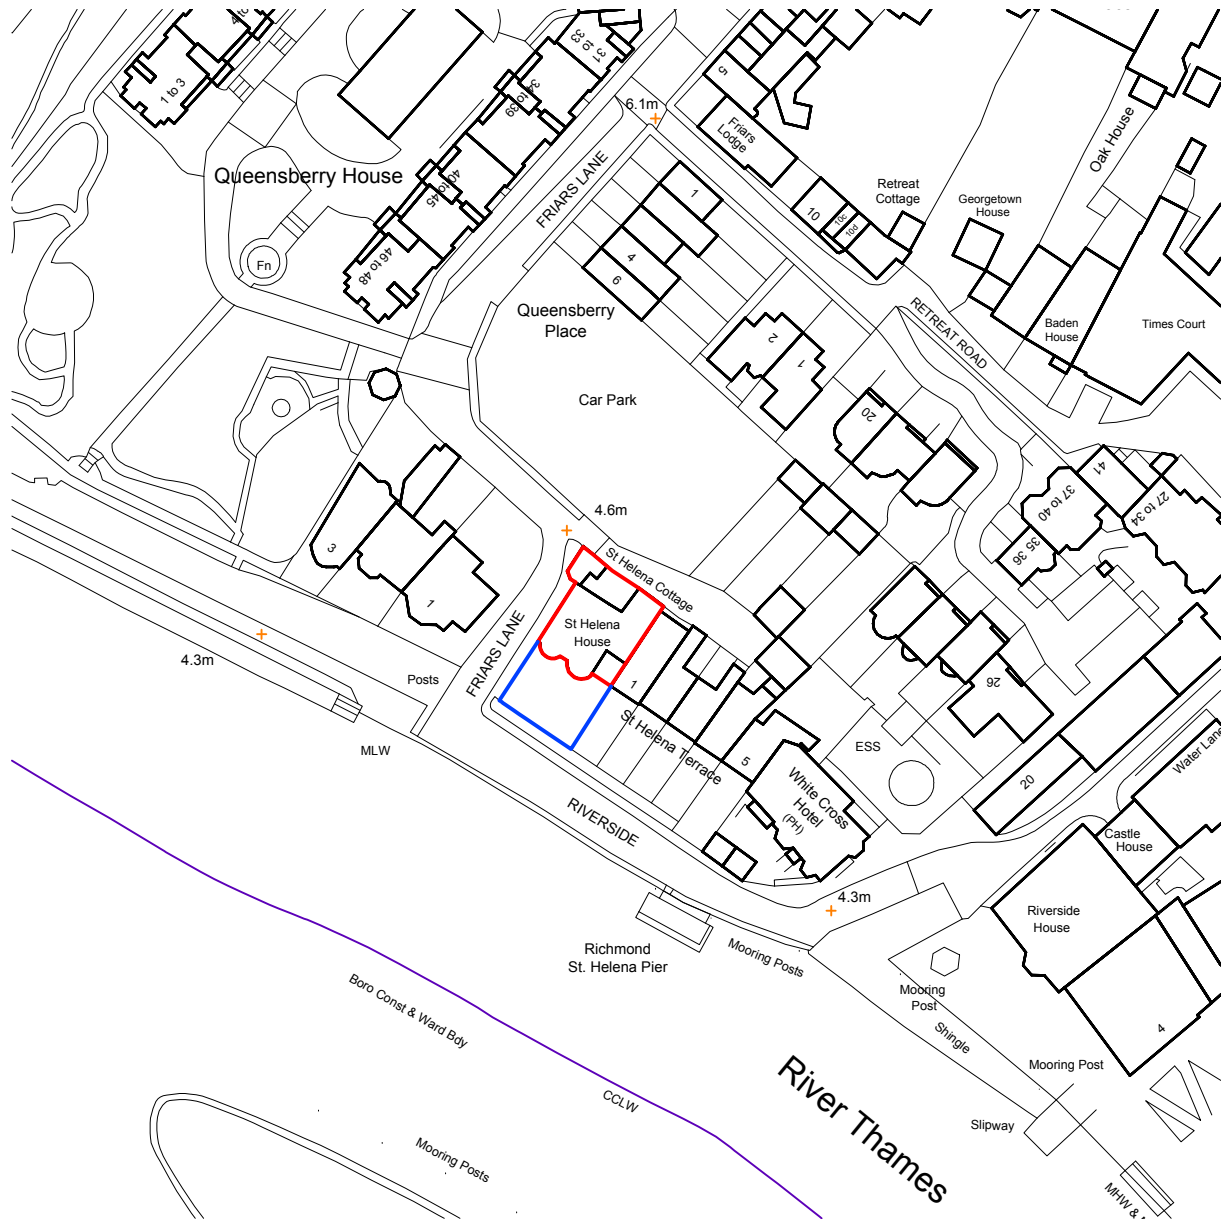 4 to
1 to 3
31
33 to
34 to 39
5
6.1m
Friars
Lodge
Oak House
Queensberry House
FRIARS LANE
40 to 45
1
Retreat
Cottage
Georgetown
House
10
10c
10d
4
6
46 to 48
Fn
Queensberry
Place
RETREAT ROAD
Baden
House
Times Court
2
1
Car Park
20
41
37 to 40
27 to 34
35 36
4.6m
3
1
St Helena Cottage
St Helena
House
FRIARS LANE
4.3m
Posts
1
26
St Helena Terrace
MLW
ESS
5
Water Lane
20
White Cross
Hotel
(PH)
RIVERSIDE
Castle
House
4.3m
Riverside
House
Richmond
St. Helena Pier
Mooring Posts
Mooring
Post
Boro Const & Ward Bdy
Shingle
4
Mooring Post
River Thames
CCLW
Slipway
Mooring Posts
MHW &